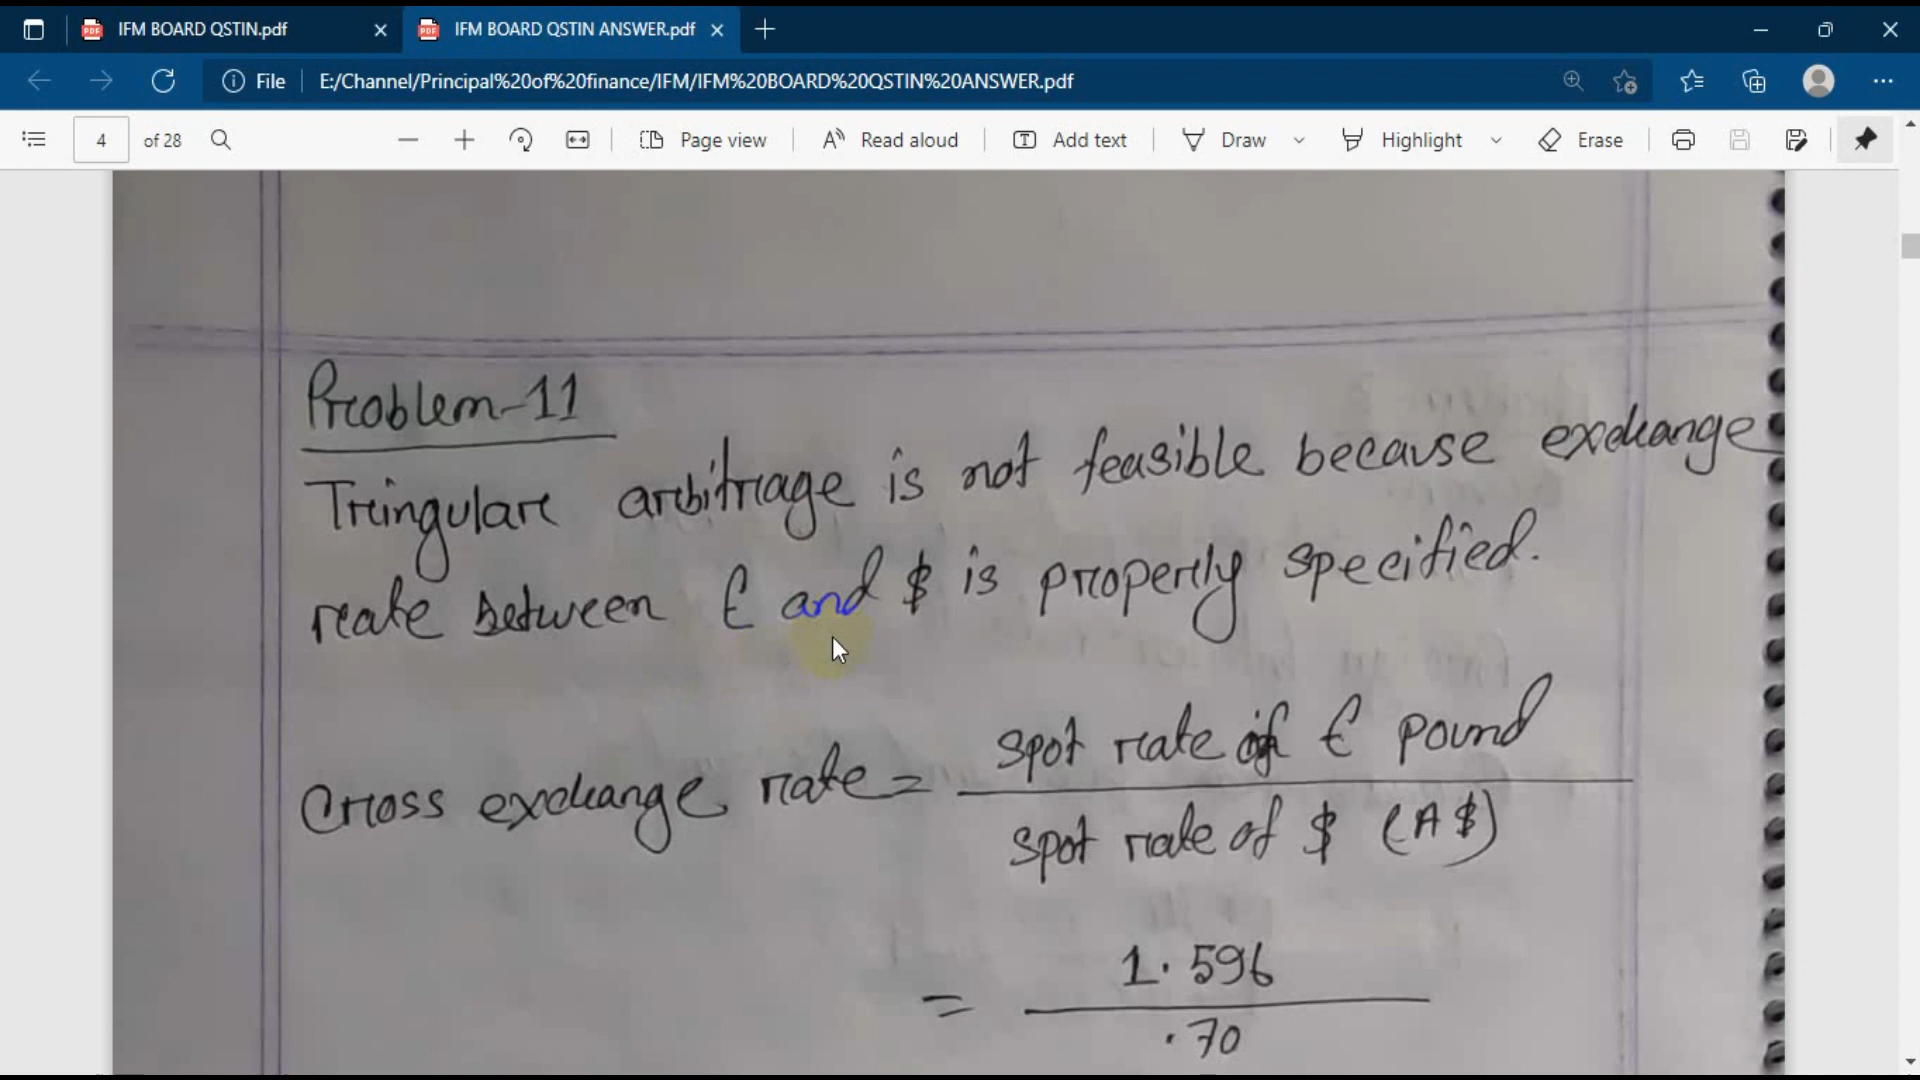 IFM BOARD QSTIN.pdf
IFM BOARD QSTIN ANSWER.pdf
File E:/Channel/Principal%20of%20finance/IFM/IFM%20BOARD%20QSTIN%20ANSWER.pdf
4 of 28 Page view Read aloud Add text Draw Highlight Erase
Problem-11
Tringular arbitriage is not feasible because exchange
rate between £ and $ is properly specified.
Cross exchange rate = spot rate of £ pound
spot rate of $ (A$)
= 1.596
.70